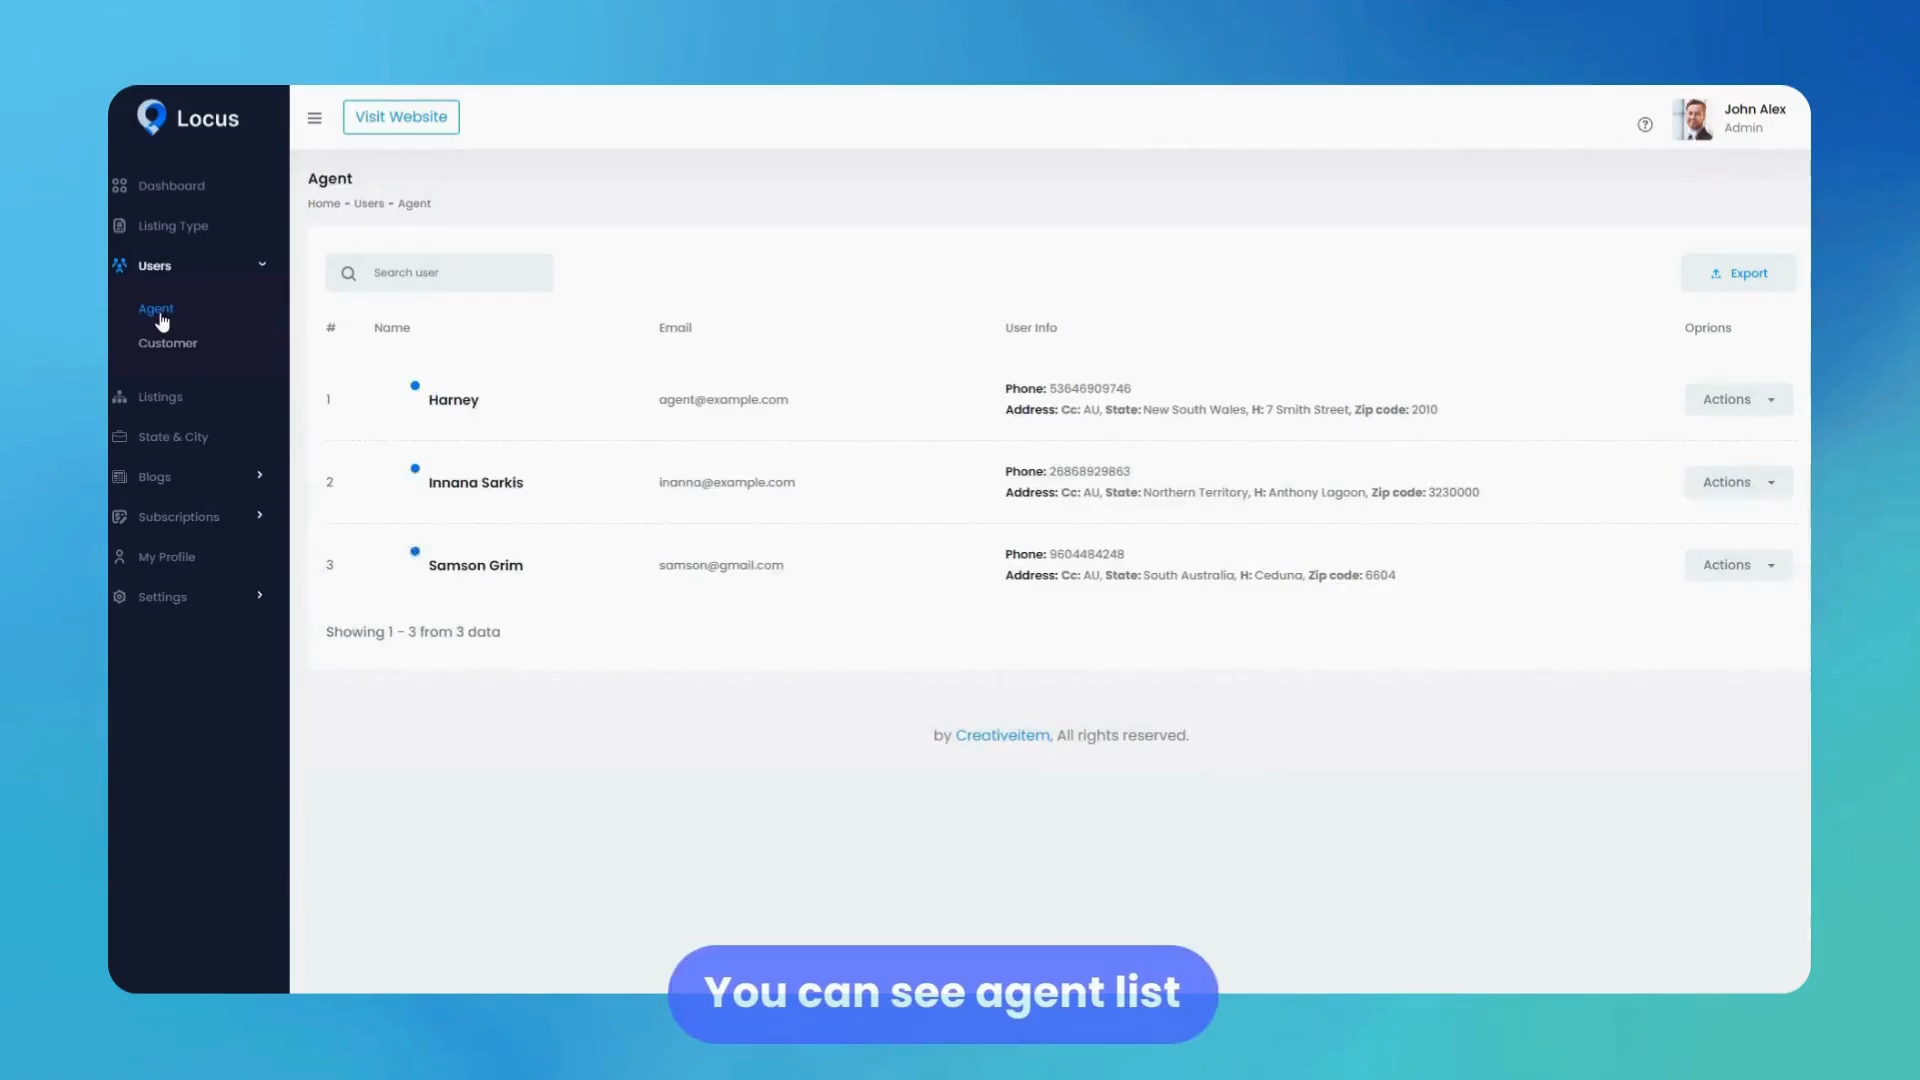 Locus
Visit Website
John Alex
Admin
Dashboard
Listing Type
Users
Agent
Customer
Listings
State & City
Blogs
Subscriptions
My Profile
Settings
Agent
Home - Users - Agent
Search user
Export
# Name Email User Info Oprions
1 Harney agent@example.com Phone: 53646909746
Address: Cc: AU, State: New South Wales, H: 7 Smith Street, Zip code: 2010
Actions
2 Innana Sarkis inanna@example.com Phone: 26868929863
Address: Cc: AU, State: Northern Territory, H: Anthony Lagoon, Zip code: 3230000
Actions
3 Samson Grim samson@gmail.com Phone: 9604484248
Address: Cc: AU, State: South Australia, H: Ceduna, Zip code: 6604
Actions
Showing 1 - 3 from 3 data
by Creativeitem, All rights reserved.
You can see agent list